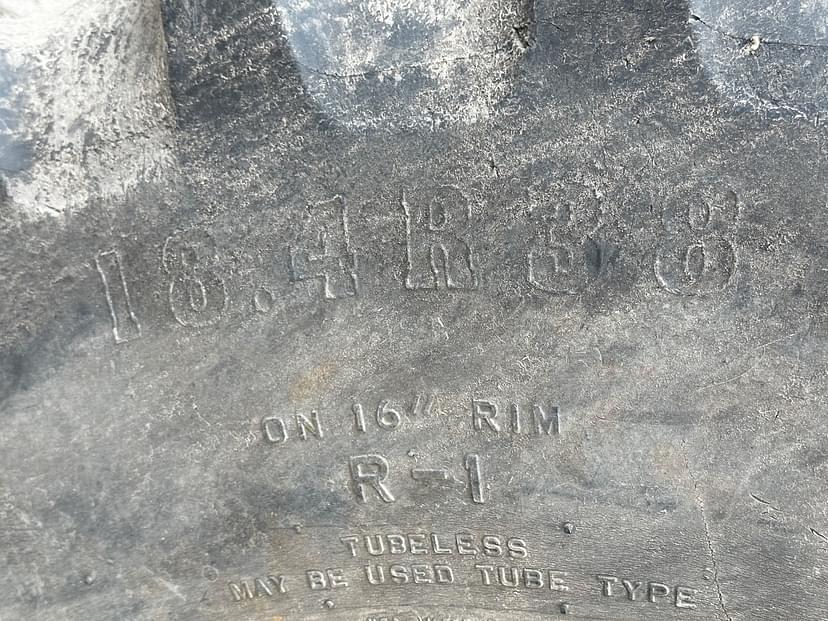 18.4R38
ON 16" RIM
R-1
TUBELESS
MAY BE USED TUBE TYPE